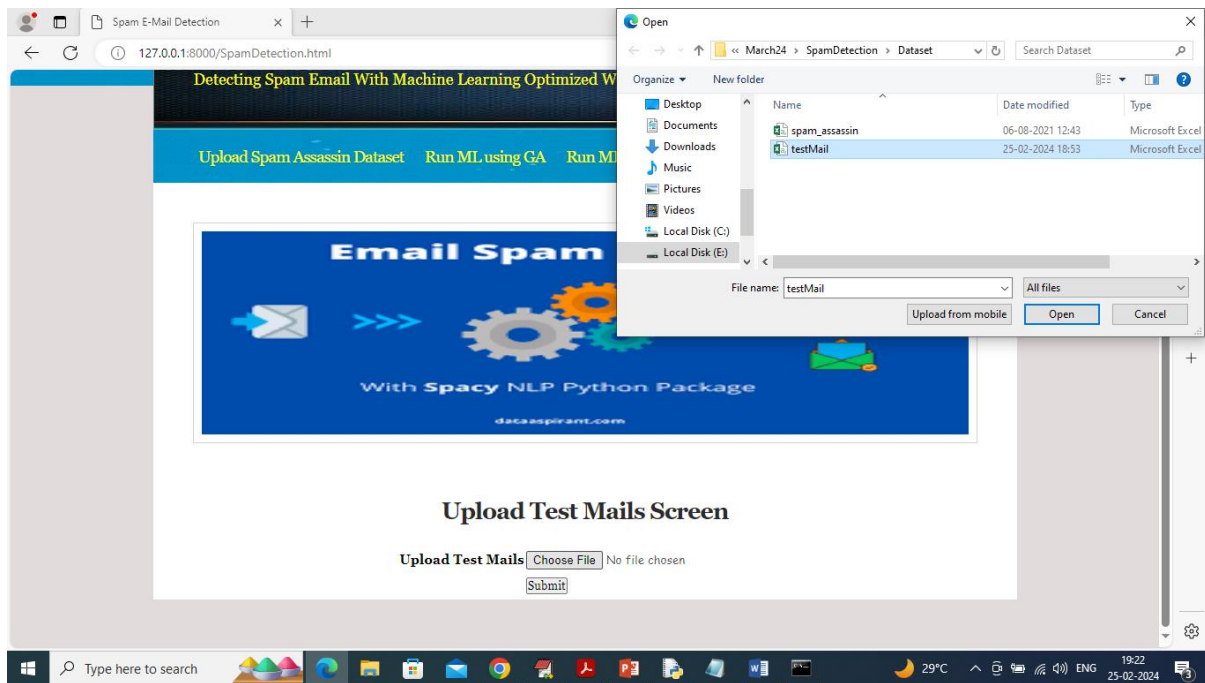 Spam E-Mail Detection
127.0.0.1:8000/SpamDetection.html
Detecting Spam Email With Machine Learning Optimized W
Upload Spam Assassin Dataset Run ML using GA Run Ml
Open
« March24 › SpamDetection › Dataset
Search Dataset
Organize New folder
Desktop
Documents
Downloads
Music
Pictures
Videos
Local Disk (C:)
Local Disk (E:)
Name Date modified Type
spam_assassin 06-08-2021 12:43 Microsoft Excel
testMail 25-02-2024 18:53 Microsoft Excel
File name: testMail All files
Upload from mobile Open Cancel
Email Spam
>>>
With Spacy NLP Python Package
dataaspirant.com
Upload Test Mails Screen
Upload Test Mails Choose File No file chosen
Submit
Type here to search
29°C ENG 19:22
25-02-2024
3